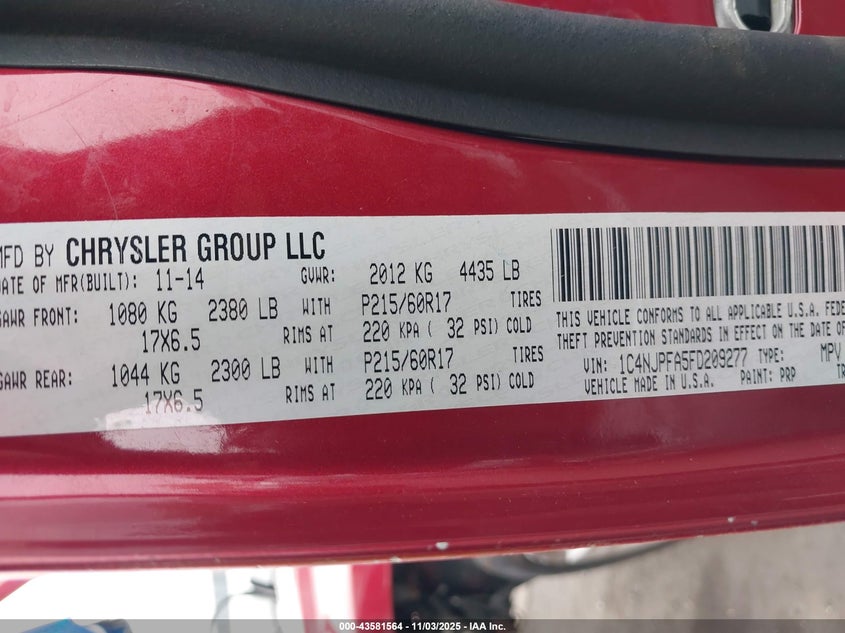 MFD BY CHRYSLER GROUP LLC
DATE OF MFR(BUILT): 11-14 GVWR: 2012 KG 4435 LB
GAWR FRONT: 1080 KG 2380 LB WITH P215/60R17 TIRES
17X6.5 RIMS AT 220 KPA ( 32 PSI) COLD
GAWR REAR: 1044 KG 2300 LB WITH P215/60R17 TIRES
17X6.5 RIMS AT 220 KPA ( 32 PSI) COLD
THIS VEHICLE CONFORMS TO ALL APPLICABLE U.S.A. FEDE
THEFT PREVENTION STANDARDS IN EFFECT ON THE DATE OF
VIN: 1C4NJPFA5FD209277 TYPE: MPV
VEHICLE MADE IN U.S.A. PAINT: PRP TR
000-43581564 | 11/03/2025 - IAA Inc.